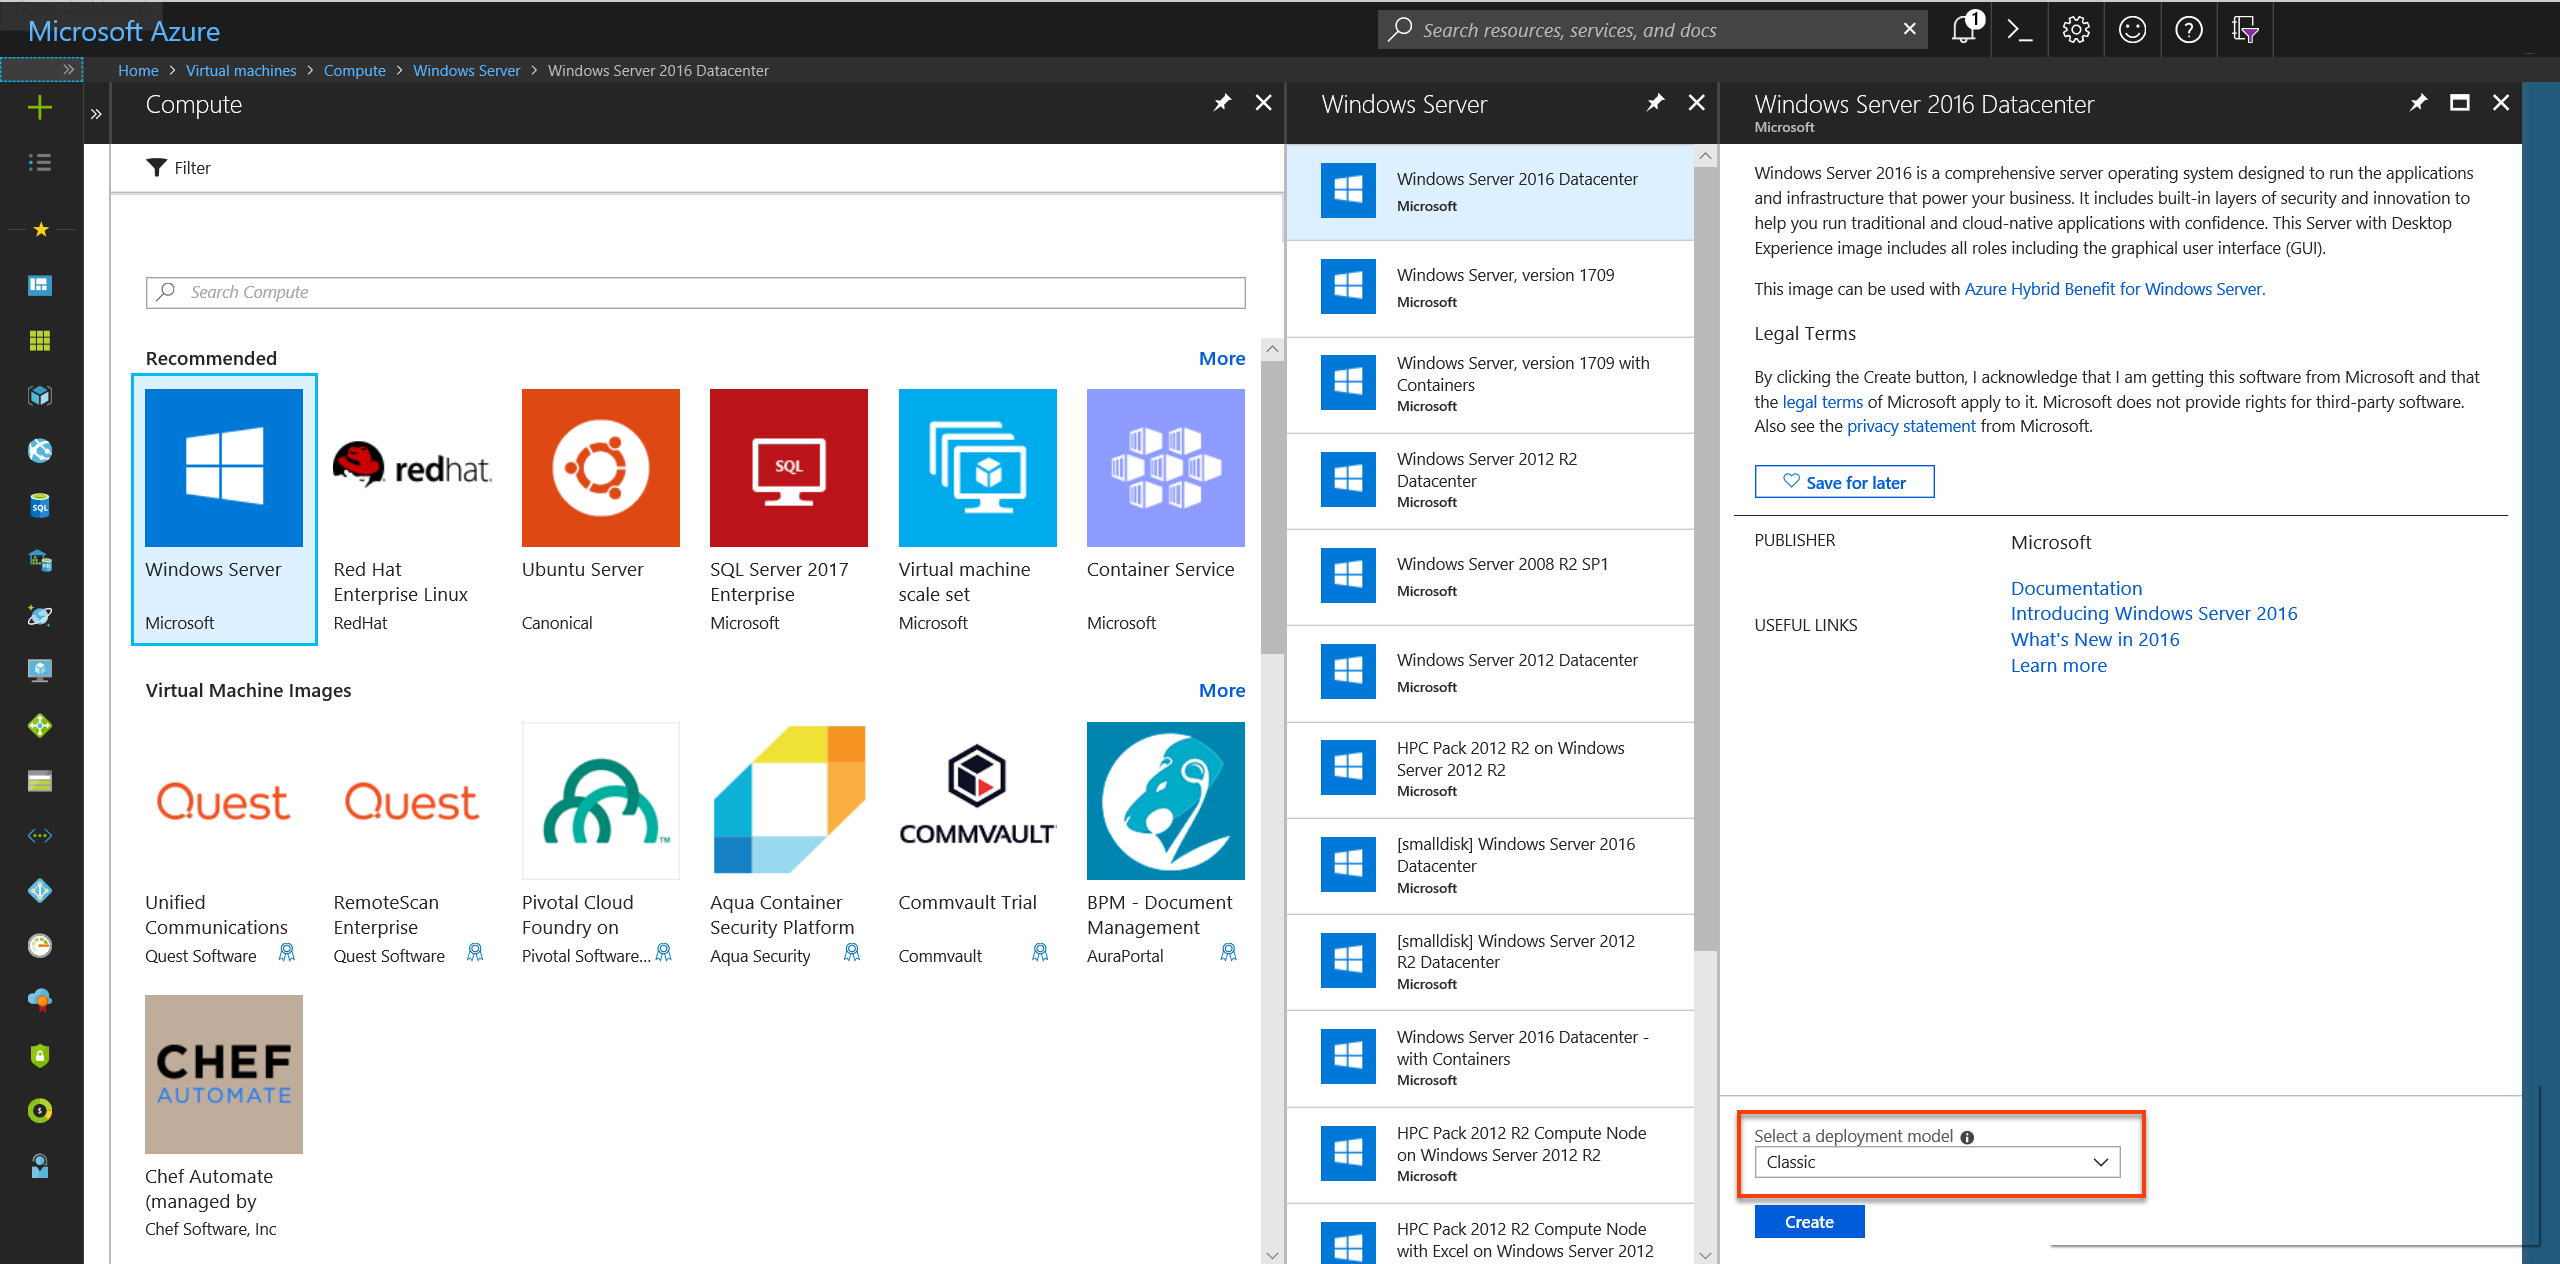 Microsoft Azure
Search resources, services, and docs
1
Home > Virtual machines > Compute > Windows Server > Windows Server 2016 Datacenter
Compute
Filter
Search Compute
Recommended
More
redhat.
SQL
Windows Server
Microsoft
Red Hat
Enterprise Linux
RedHat
Ubuntu Server
Canonical
SQL Server 2017
Enterprise
Microsoft
Virtual machine
scale set
Microsoft
Container Service
Microsoft
Virtual Machine Images
More
Quest
Quest
TM
COMMVAULT
Unified
Communications
Quest Software
RemoteScan
Enterprise
Quest Software
Pivotal Cloud
Foundry on
Pivotal Software...
Aqua Container
Security Platform
Aqua Security
Commvault Trial
Commvault
BPM - Document
Management
AuraPortal
CHEF
AUTOMATE
Chef Automate
(managed by
Chef Software, Inc
Windows Server
Windows Server 2016 Datacenter
Microsoft
Windows Server, version 1709
Microsoft
Windows Server, version 1709 with
Containers
Microsoft
Windows Server 2012 R2
Datacenter
Microsoft
Windows Server 2008 R2 SP1
Microsoft
Windows Server 2012 Datacenter
Microsoft
HPC Pack 2012 R2 on Windows
Server 2012 R2
Microsoft
[smalldisk] Windows Server 2016
Datacenter
Microsoft
[smalldisk] Windows Server 2012
R2 Datacenter
Microsoft
Windows Server 2016 Datacenter -
with Containers
Microsoft
HPC Pack 2012 R2 Compute Node
on Windows Server 2012 R2
Microsoft
HPC Pack 2012 R2 Compute Node
with Excel on Windows Server 2012
Windows Server 2016 Datacenter
Microsoft
Windows Server 2016 is a comprehensive server operating system designed to run the applications
and infrastructure that power your business. It includes built-in layers of security and innovation to
help you run traditional and cloud-native applications with confidence. This Server with Desktop
Experience image includes all roles including the graphical user interface (GUI).
This image can be used with Azure Hybrid Benefit for Windows Server.
Legal Terms
By clicking the Create button, I acknowledge that I am getting this software from Microsoft and that
the legal terms of Microsoft apply to it. Microsoft does not provide rights for third-party software.
Also see the privacy statement from Microsoft.
Save for later
PUBLISHER
Microsoft
USEFUL LINKS
Documentation
Introducing Windows Server 2016
What's New in 2016
Learn more
Select a deployment model
Classic
Create
SQL